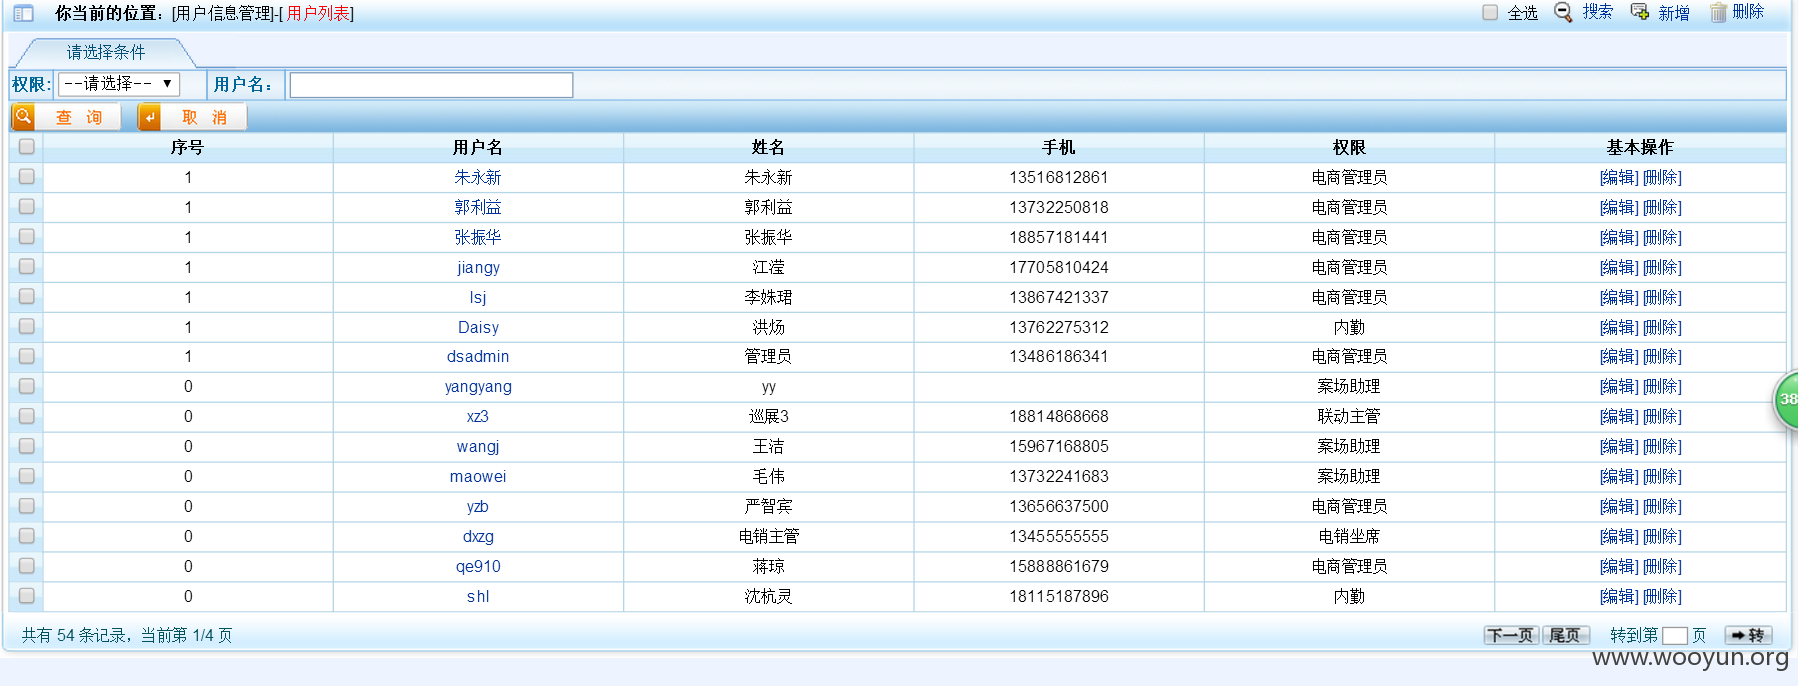 你当前的位置：[用户信息管理]-[ 用户列表] 全选 搜索 新增 删除
请选择条件
权限: --请选择-- 用户名：
查 询 取 消
序号 用户名 姓名 手机 权限 基本操作
1 朱永新 朱永新 13516812861 电商管理员 [编辑] [删除]
1 郭利益 郭利益 13732250818 电商管理员 [编辑] [删除]
1 张振华 张振华 18857181441 电商管理员 [编辑] [删除]
1 jiangy 江滢 17705810424 电商管理员 [编辑] [删除]
1 lsj 李姝珺 13867421337 电商管理员 [编辑] [删除]
1 Daisy 洪炀 13762275312 内勤 [编辑] [删除]
1 dsadmin 管理员 13486186341 电商管理员 [编辑] [删除]
0 yangyang yy 案场助理 [编辑] [删除]
0 xz3 巡展3 18814868668 联动主管 [编辑] [删除]
0 wangj 王洁 15967168805 案场助理 [编辑] [删除]
0 maowei 毛伟 13732241683 案场助理 [编辑] [删除]
0 yzb 严智宾 13656637500 电商管理员 [编辑] [删除]
0 dxzg 电销主管 13455555555 电销坐席 [编辑] [删除]
0 qe910 蒋琼 15888861679 电商管理员 [编辑] [删除]
0 shl 沈杭灵 18115187896 内勤 [编辑] [删除]
38
共有 54 条记录，当前第 1/4 页 下一页 尾页 转到第 页 转
www.wooyun.org